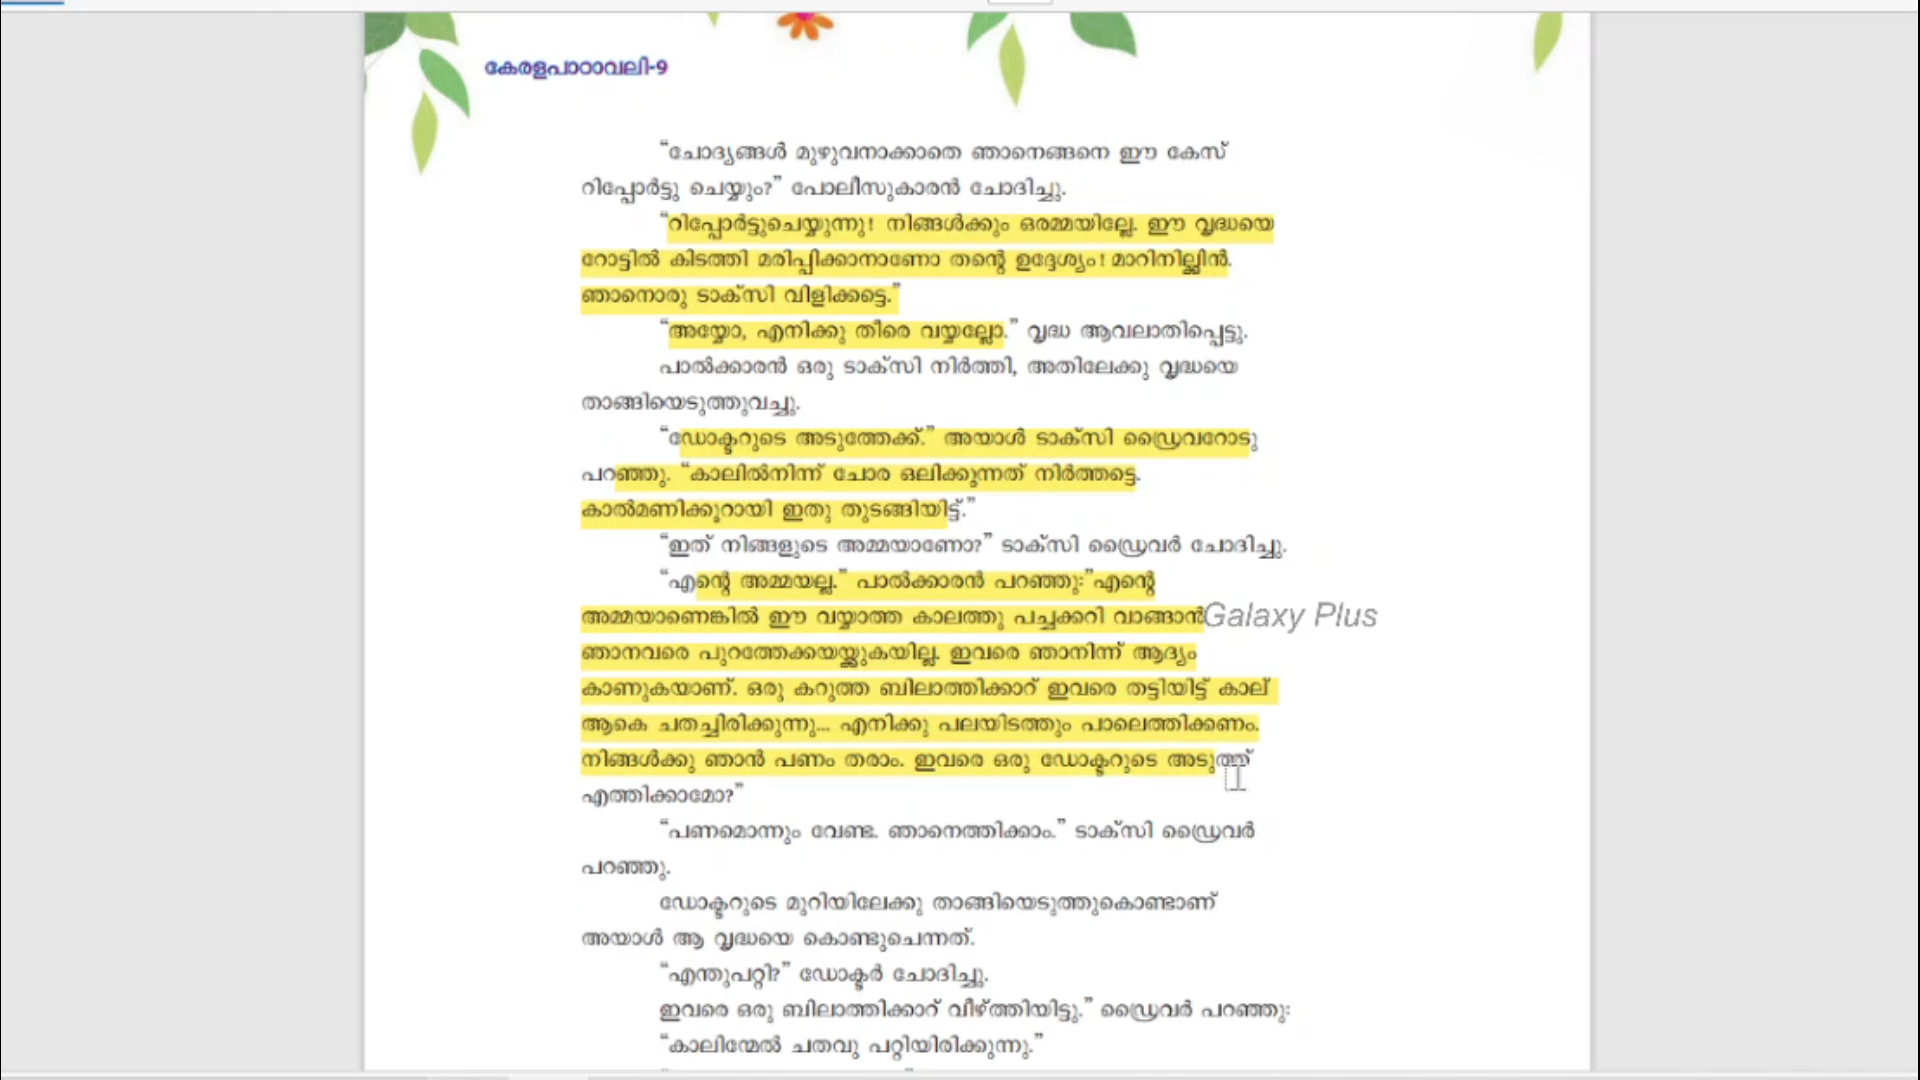 കേരളപാഠാവലി-9
“ചോദ്യങ്ങൾ മുഴുവനാക്കാതെ ഞാനെങ്ങനെ ഈ കേസ്
റിപ്പോർട്ടു ചെയ്യും?” പോലീസുകാരൻ ചോദിച്ചു.
“റിപ്പോർട്ടുചെയ്യുന്നു! നിങ്ങൾക്കും ഒരമ്മയില്ലേ. ഈ വൃദ്ധയെ
റോട്ടിൽ കിടത്തി മരിപ്പിക്കാനാണോ തന്റെ ഉദ്ദേശ്യം! മാറിനില്ക്കിൻ.
ഞാനൊരു ടാക്സി വിളിക്കട്ടെ.”
“അയ്യോ, എനിക്കു തീരെ വയ്യല്ലോ.” വൃദ്ധ ആവലാതിപ്പെട്ടു.
പാൽക്കാരൻ ഒരു ടാക്സി നിർത്തി, അതിലേക്കു വൃദ്ധയെ
താങ്ങിയെടുത്തുവച്ചു.
“ഡോക്ടറുടെ അടുത്തേക്ക്.” അയാൾ ടാക്സി ഡ്രൈവറോടു
പറഞ്ഞു. “കാലിൽനിന്ന് ചോര ഒലിക്കുന്നത് നിർത്തട്ടെ.
കാൽമണിക്കൂറായി ഇതു തുടങ്ങിയിട്ട്.”
“ഇത് നിങ്ങളുടെ അമ്മയാണോ?” ടാക്സി ഡ്രൈവർ ചോദിച്ചു.
“എന്റെ അമ്മയല്ല.” പാൽക്കാരൻ പറഞ്ഞു:“എന്റെ
അമ്മയാണെങ്കിൽ ഈ വയ്യാത്ത കാലത്തു പച്ചക്കറി വാങ്ങാൻ
Galaxy Plus
ഞാനവരെ പുറത്തേക്കയയ്ക്കുകയില്ല. ഇവരെ ഞാനിന്ന് ആദ്യം
കാണുകയാണ്. ഒരു കറുത്ത ബിലാത്തിക്കാറ് ഇവരെ തട്ടിയിട്ട് കാല്
ആകെ ചതച്ചിരിക്കുന്നു... എനിക്കു പലയിടത്തും പാലെത്തിക്കണം.
നിങ്ങൾക്കു ഞാൻ പണം തരാം. ഇവരെ ഒരു ഡോക്ടറുടെ അടുത്ത്
എത്തിക്കാമോ?”
“പണമൊന്നും വേണ്ട. ഞാനെത്തിക്കാം.” ടാക്സി ഡ്രൈവർ
പറഞ്ഞു.
ഡോക്ടറുടെ മുറിയിലേക്കു താങ്ങിയെടുത്തുകൊണ്ടാണ്
അയാൾ ആ വൃദ്ധയെ കൊണ്ടുചെന്നത്.
“എന്തുപറ്റി?” ഡോക്ടർ ചോദിച്ചു.
ഇവരെ ഒരു ബിലാത്തിക്കാറ് വീഴ്ത്തിയിട്ടു.” ഡ്രൈവർ പറഞ്ഞു:
“കാലിന്മേൽ ചതവു പറ്റിയിരിക്കുന്നു.”